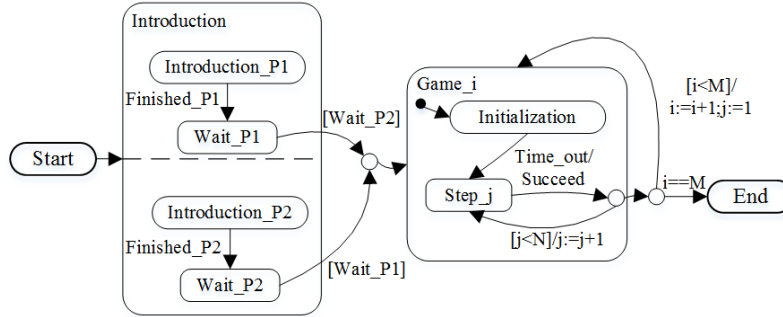 Introduction
Introduction_P1
Finished_P1
Wait_P1
[Wait_P2]
Start
Introduction_P2
Finished_P2
Wait_P2
[Wait_P1]
Game_i
Initialization
Time_out/
Succeed
Step_j
[j<N]/j:=j+1
[i<M]/
i:=i+1;j:=1
i==M
End